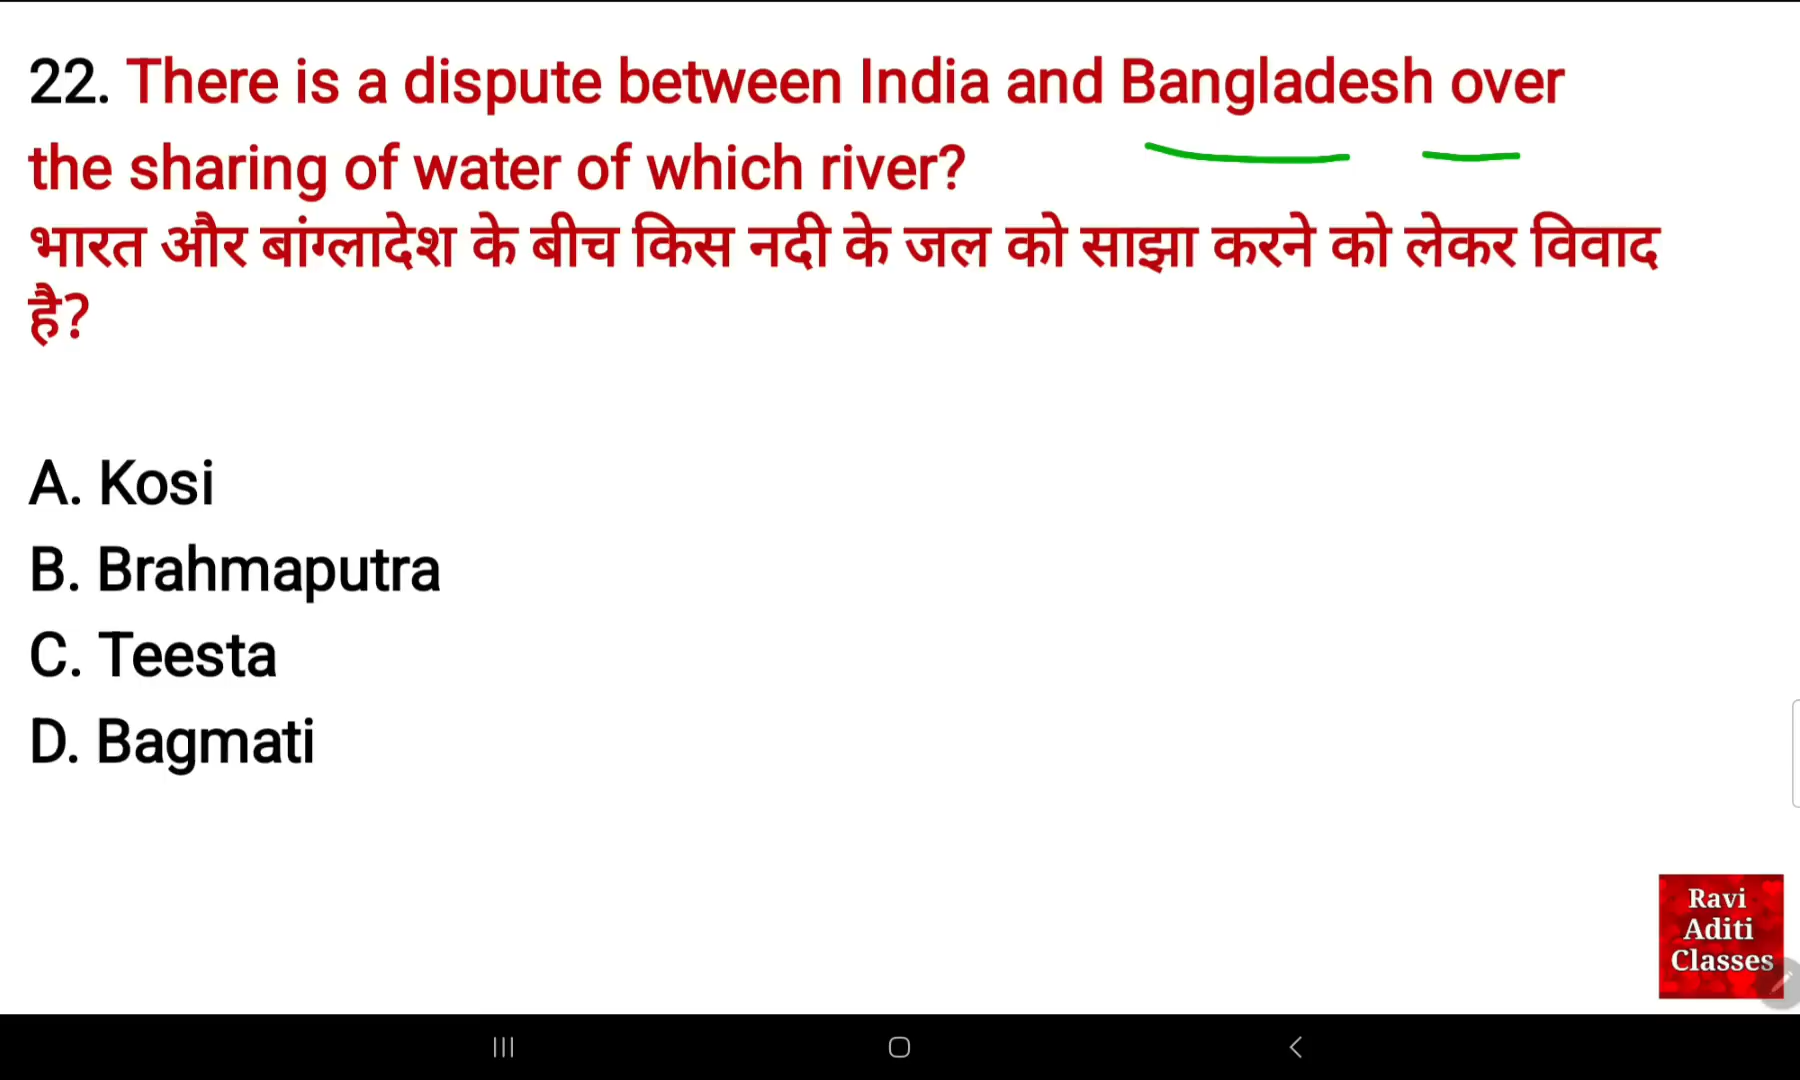 22. There is a dispute between India and Bangladesh over
the sharing of water of which river?
भारत और बांग्लादेश के बीच किस नदी के जल को साझा करने को लेकर विवाद
है?
A. Kosi
B. Brahmaputra
C. Teesta
D. Bagmati
Ravi
Aditi
Classes